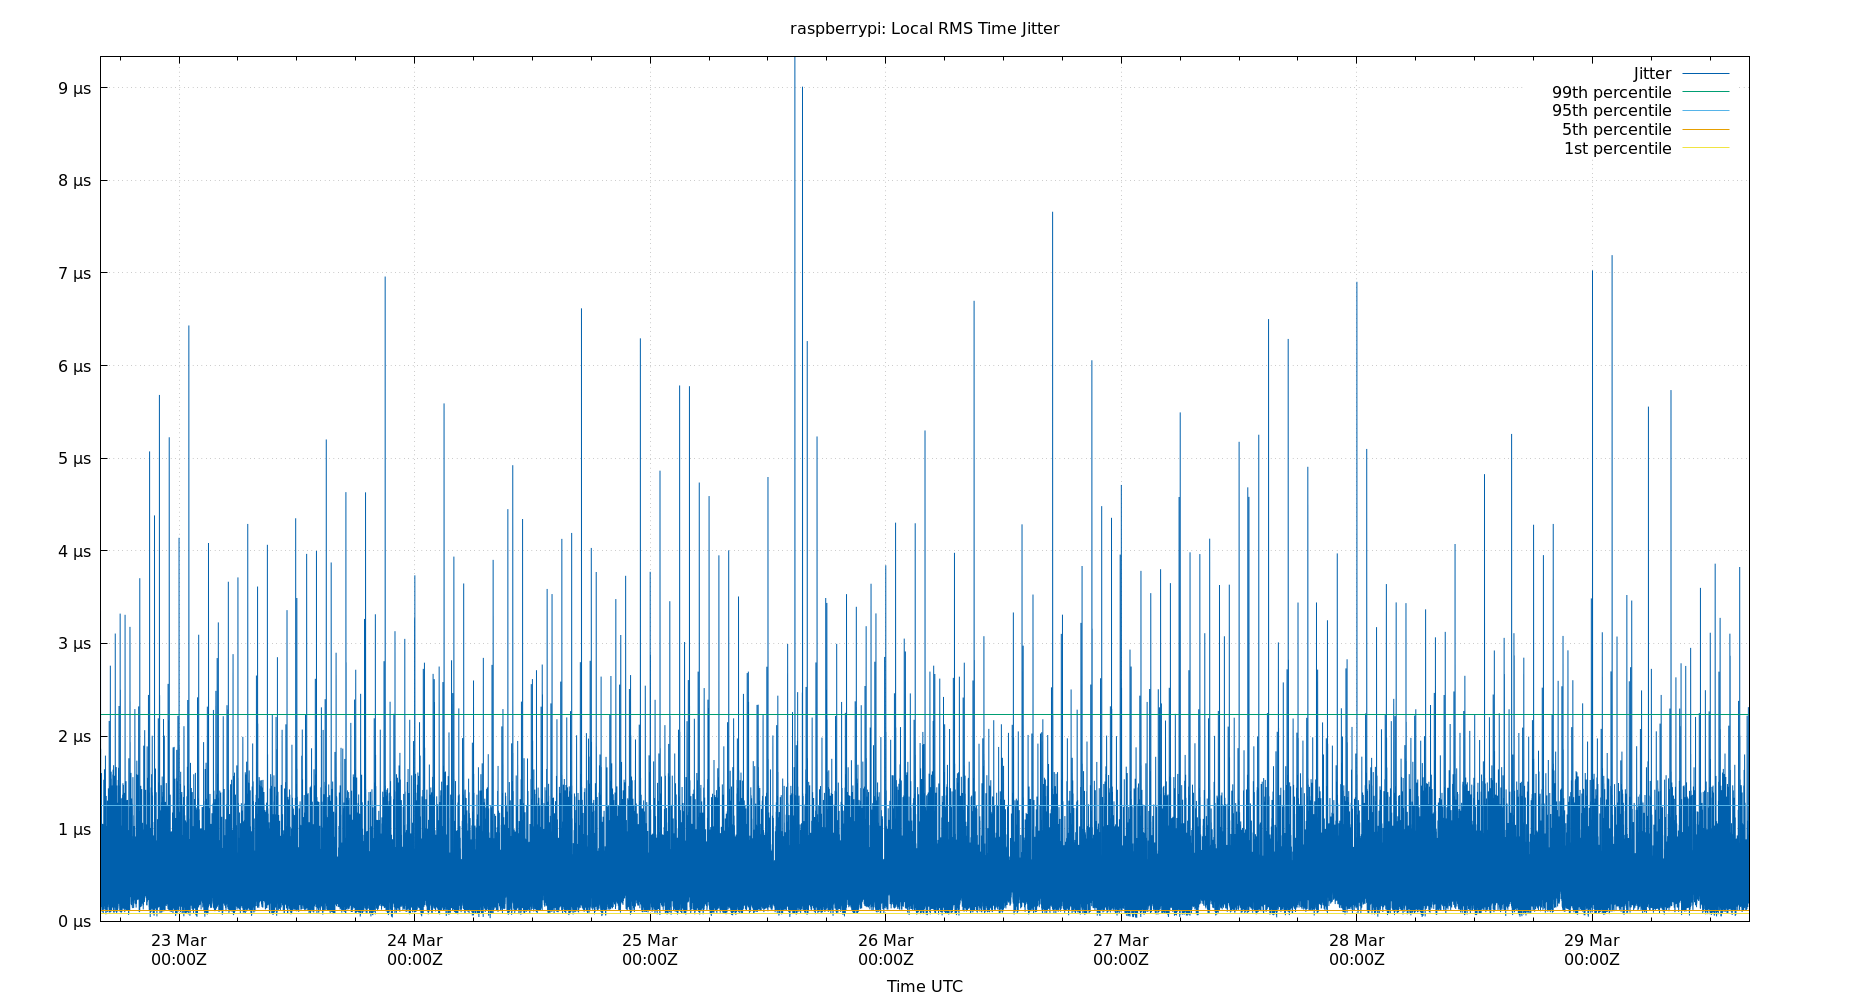 raspberrypi: Local RMS Time Jitter
Jitter
99th percentile
95th percentile
5th percentile
1st percentile
9 µs
8 µs
7 µs
6 µs
5 µs
4 µs
3 µs
2 µs
1 µs
0 µs
23 Mar 24 Mar 25 Mar 26 Mar 27 Mar 28 Mar 29 Mar
00:00Z 00:00Z 00:00Z 00:00Z 00:00Z 00:00Z 00:00Z
Time UTC